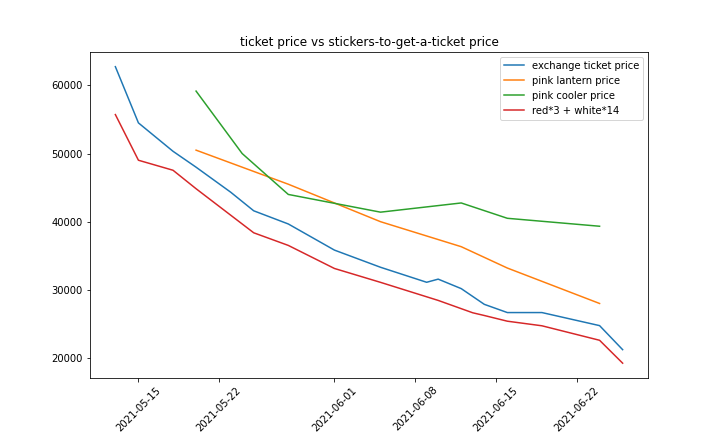 ticket price vs stickers-to-get-a-ticket price
exchange ticket price
pink lantern price
pink cooler price
red*3 + white*14
60000
50000
40000
30000
20000
2021-05-15
2021-05-22
2021-06-01
2021-06-08
2021-06-15
2021-06-22